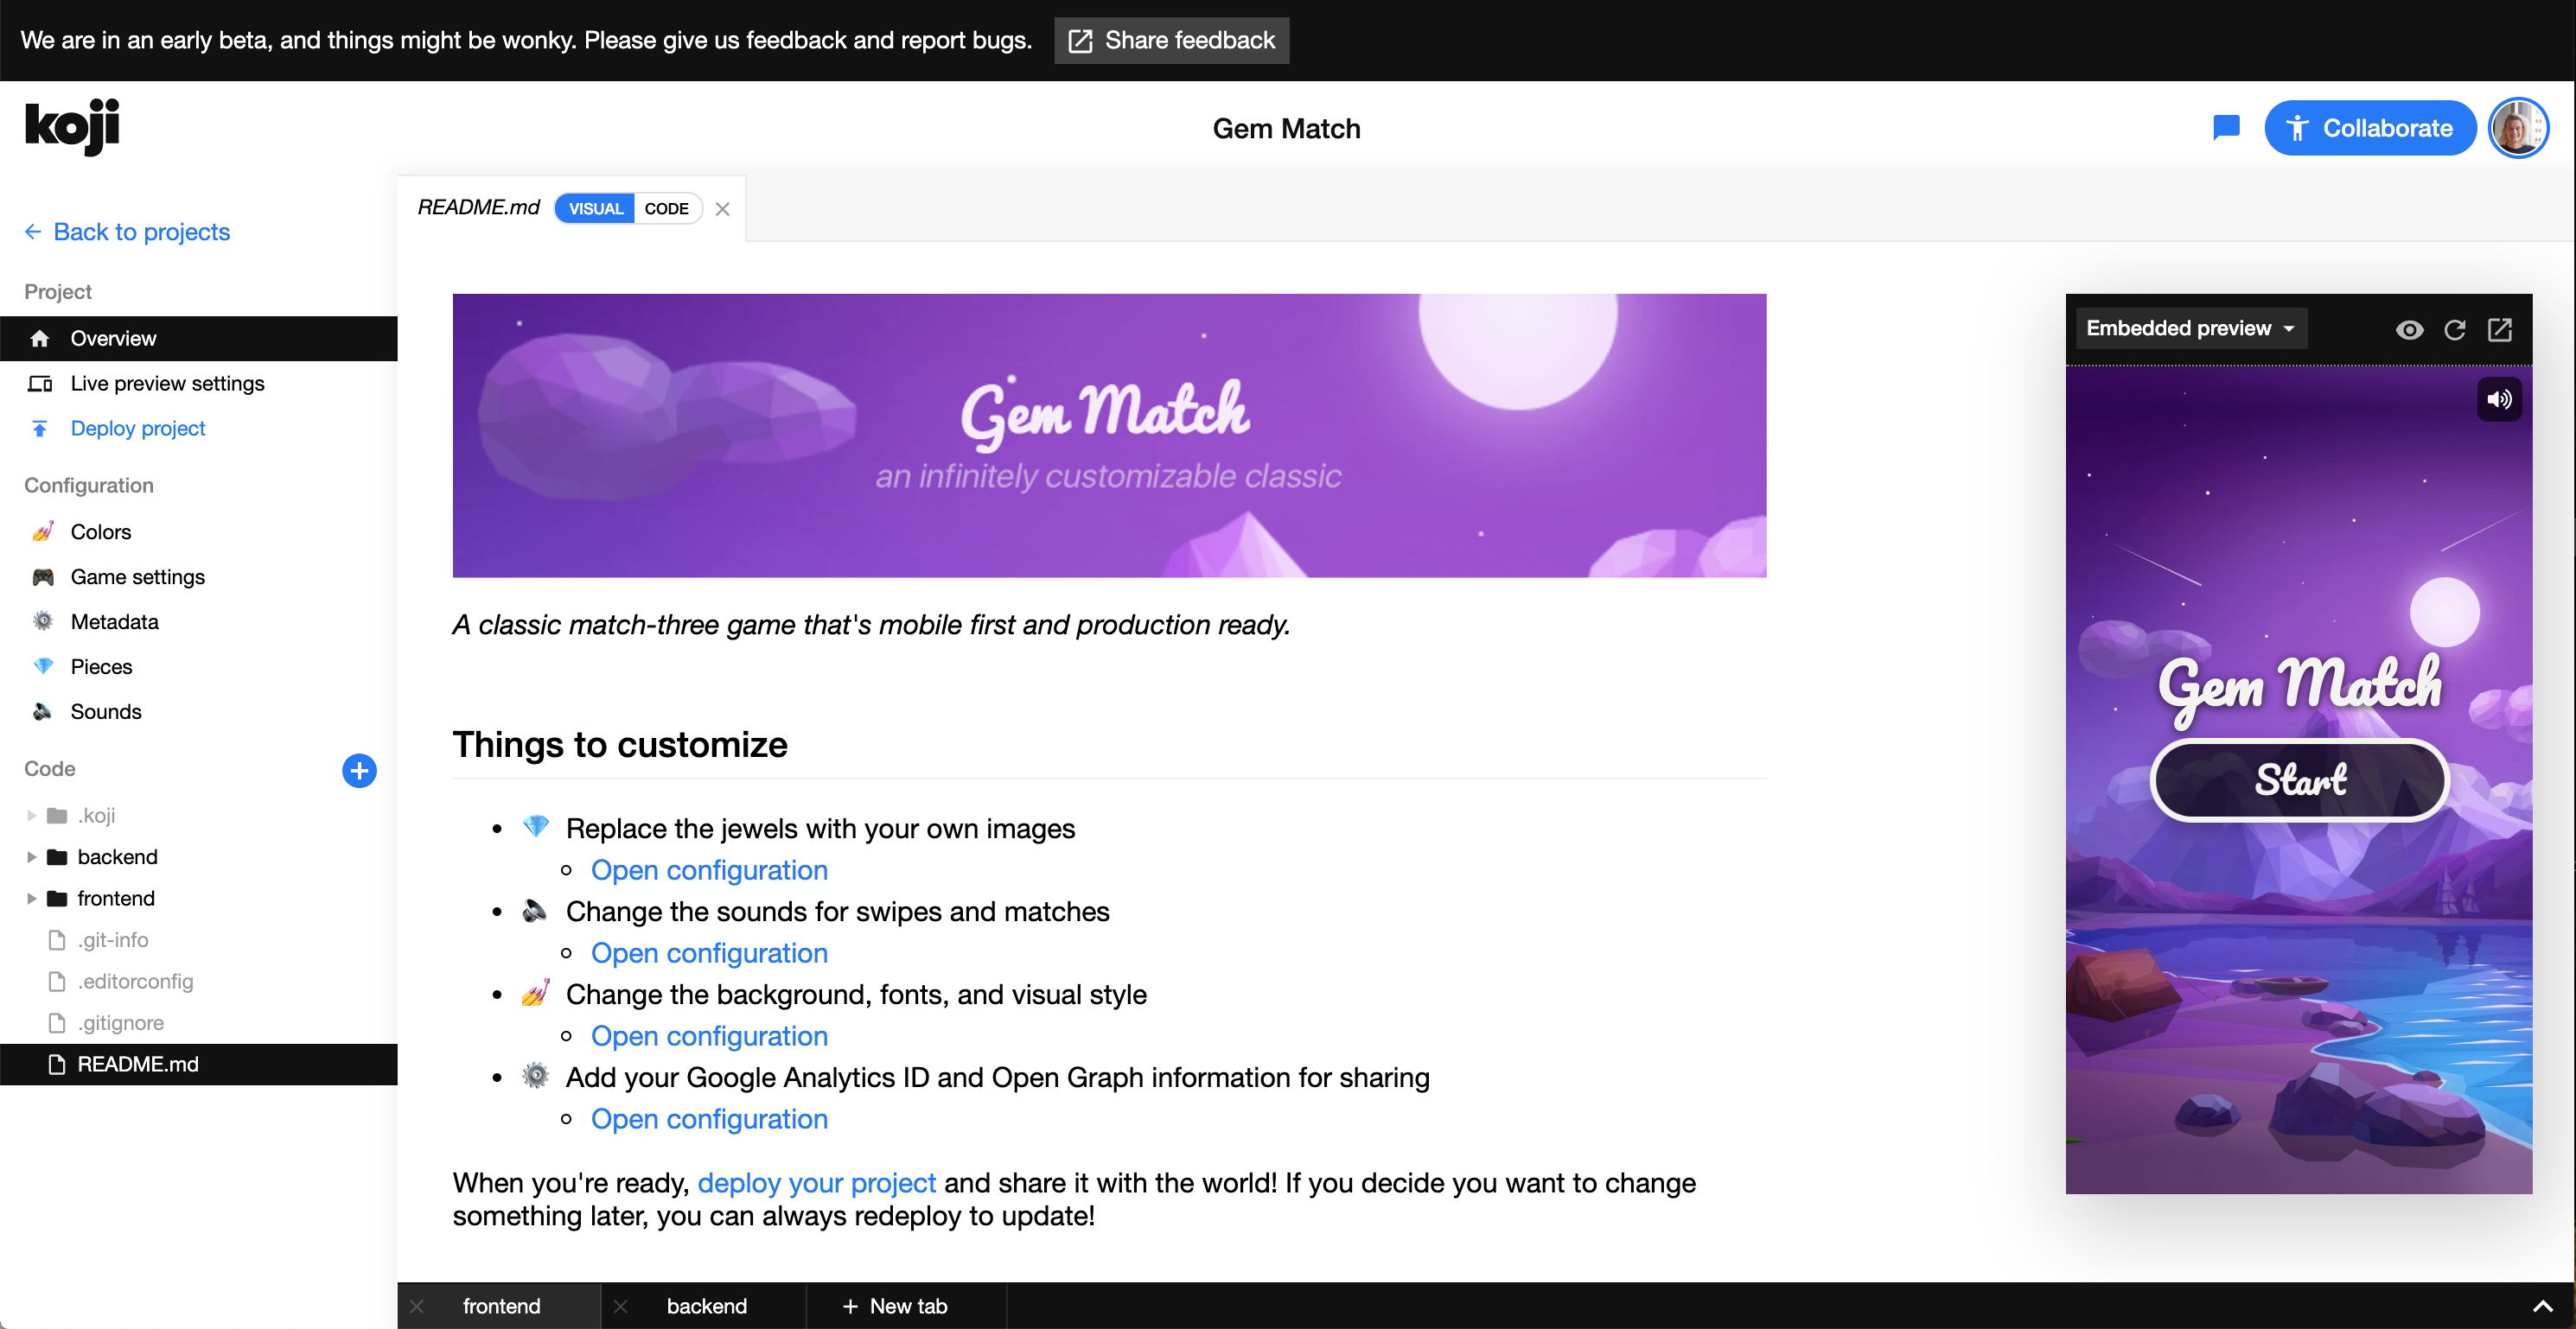 We are in an early beta, and things might be wonky. Please give us feedback and report bugs.
Share feedback
koji
Gem Match
Collaborate
Back to projects
Project
Overview
Live preview settings
Deploy project
Configuration
Colors
Game settings
Metadata
Pieces
Sounds
Code
.koji
backend
frontend
.git-info
.editorconfig
.gitignore
README.md
README.md
VISUAL
CODE
Gem Match
an infinitely customizable classic
A classic match-three game that's mobile first and production ready.
Things to customize
Replace the jewels with your own images
Open configuration
Change the sounds for swipes and matches
Open configuration
Change the background, fonts, and visual style
Open configuration
Add your Google Analytics ID and Open Graph information for sharing
Open configuration
When you're ready, deploy your project and share it with the world! If you decide you want to change
something later, you can always redeploy to update!
Embedded preview
Gem Match
Start
frontend
backend
New tab